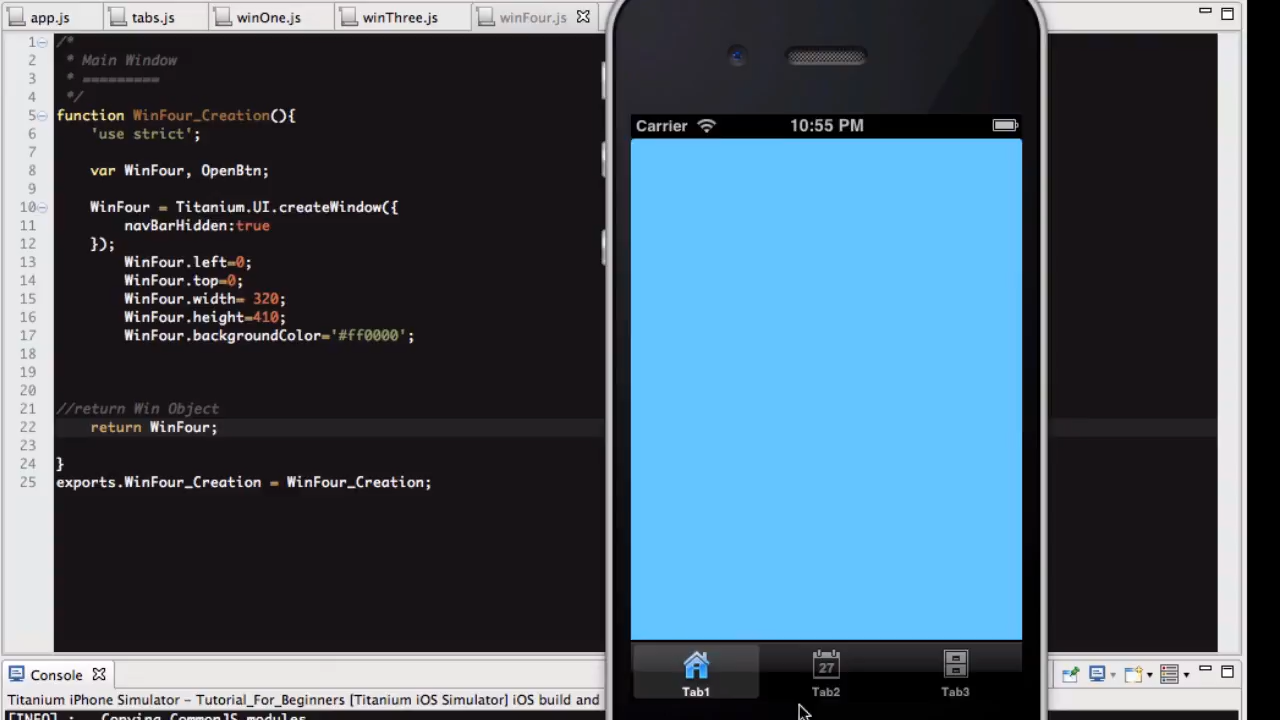 app.js tabs.js winOne.js winThree.js winFour.js
1 /*
2 * Main Window
3 * =========
4 */
5 function WinFour_Creation(){
6 'use strict';
7
8 var WinFour, OpenBtn;
9
10 WinFour = Titanium.UI.createWindow({
11 navBarHidden:true
12 });
13 WinFour.left=0;
14 WinFour.top=0;
15 WinFour.width= 320;
16 WinFour.height=410;
17 WinFour.backgroundColor='#ff0000';
18
19
20
21 //return Win Object
22 return WinFour;
23
24 }
25 exports.WinFour_Creation = WinFour_Creation;
Carrier 10:55 PM
27
Tab1 Tab2 Tab3
Console
Titanium iPhone Simulator - Tutorial_For_Beginners [Titanium iOS Simulator] iOS build and
[INFO] : Copying CommonJS modules